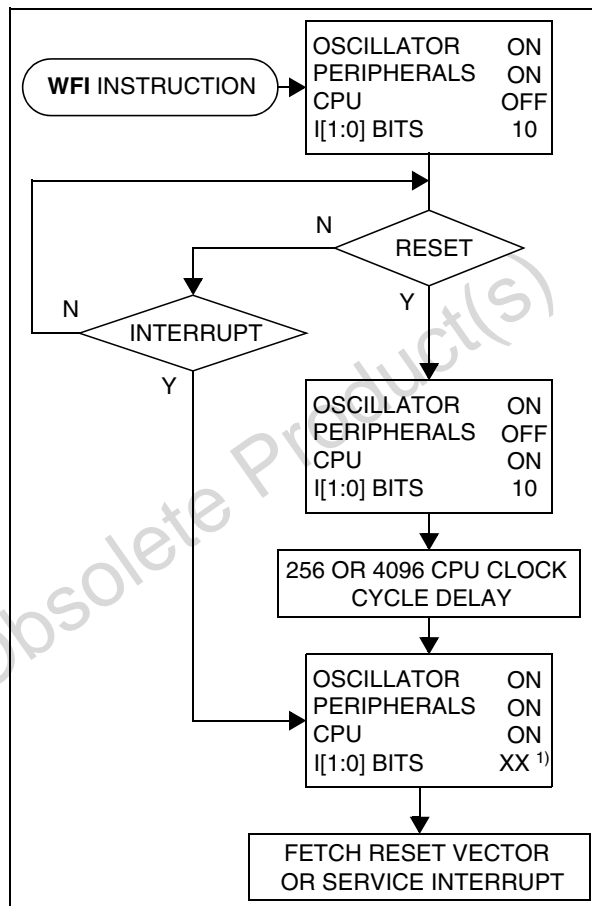 WFI INSTRUCTION
OSCILLATOR ON
PERIPHERALS ON
CPU OFF
I[1:0] BITS 10
N
RESET
Y
N
INTERRUPT
Y
OSCILLATOR ON
PERIPHERALS OFF
CPU ON
I[1:0] BITS 10
256 OR 4096 CPU CLOCK
CYCLE DELAY
OSCILLATOR ON
PERIPHERALS ON
CPU ON
I[1:0] BITS XX 1)
FETCH RESET VECTOR
OR SERVICE INTERRUPT
Obsolete Product(s)